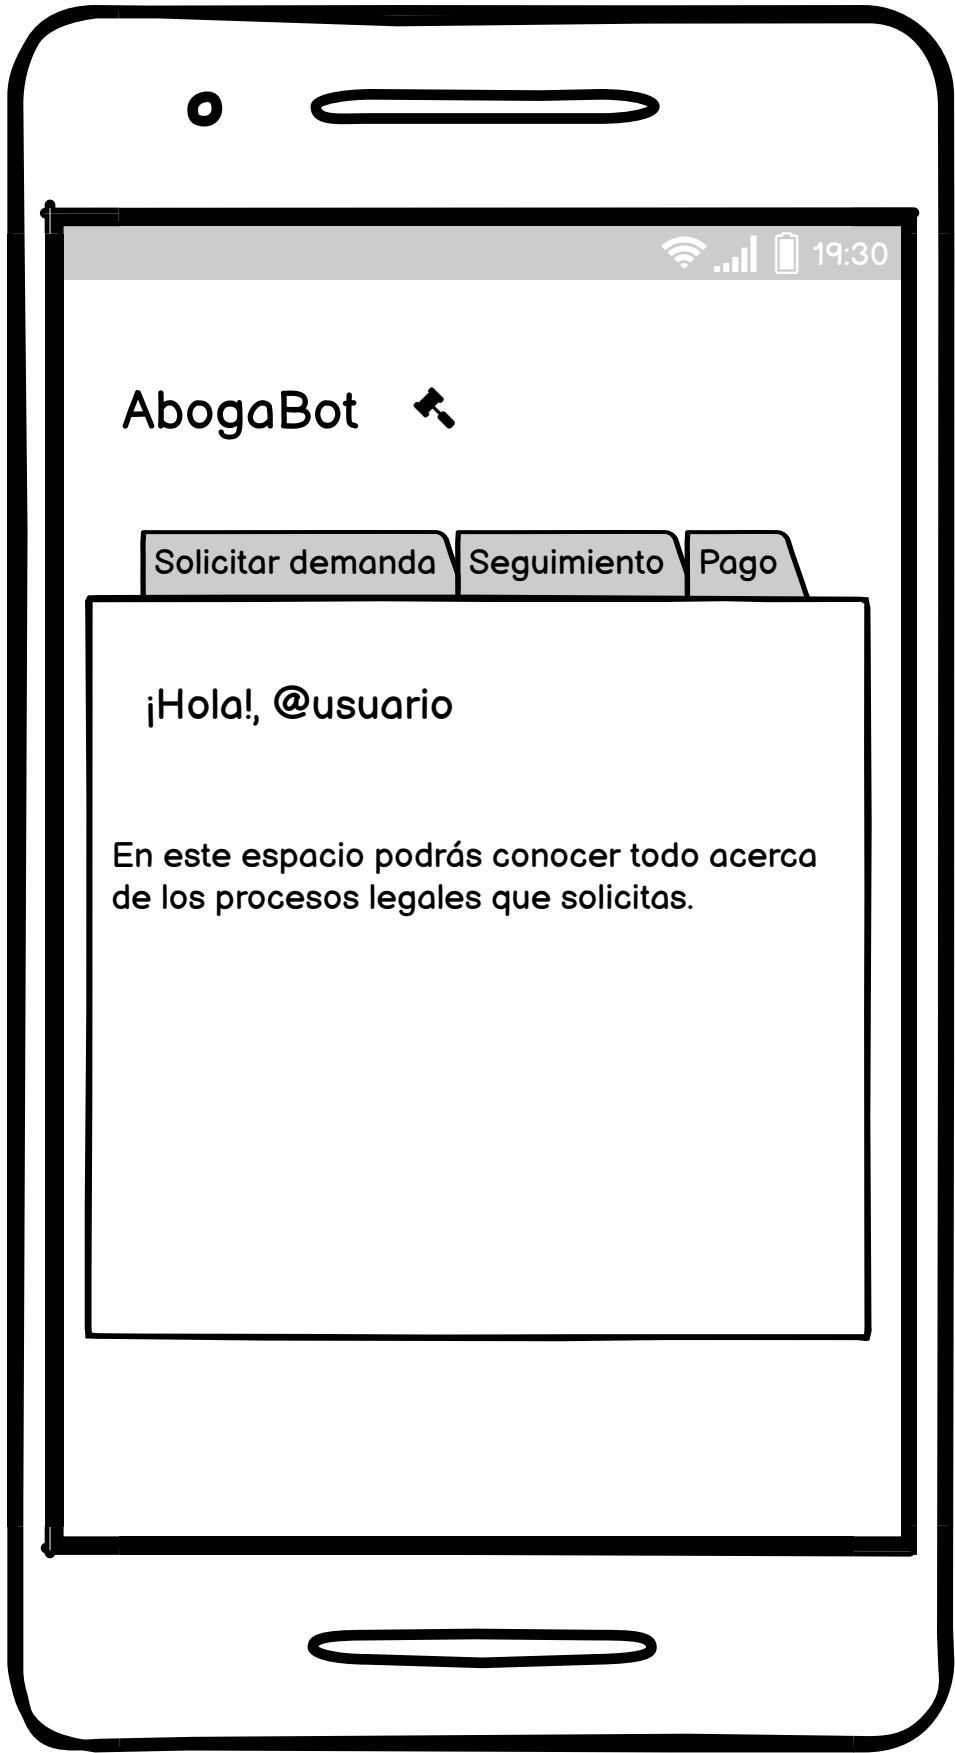 19:30
AbogaBot
Solicitar demanda Seguimiento Pago
¡Hola!, @usuario
En este espacio podrás conocer todo acerca
de los procesos legales que solicitas.